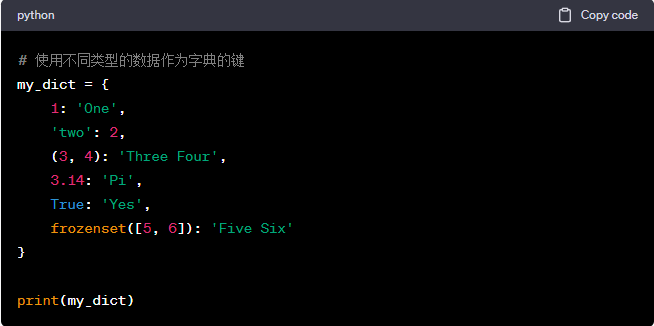 python Copy code
# 使用不同类型的数据作为字典的键
my_dict = {
    1: 'One',
    'two': 2,
    (3, 4): 'Three Four',
    3.14: 'Pi',
    True: 'Yes',
    frozenset([5, 6]): 'Five Six'
}

print(my_dict)